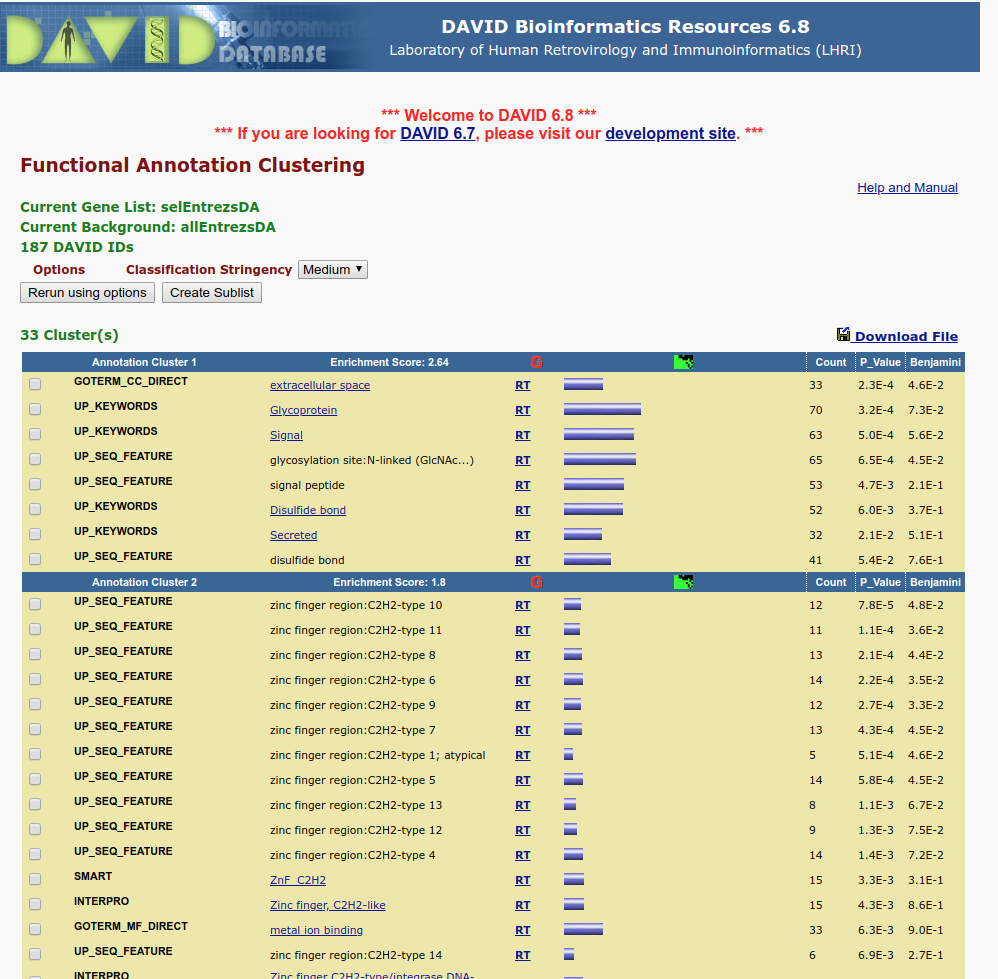 DAVID
BIOINFORMATICS
DATABASE
DAVID Bioinformatics Resources 6.8
Laboratory of Human Retrovirology and Immunoinformatics (LHRI)
*** Welcome to DAVID 6.8 ***
*** If you are looking for DAVID 6.7, please visit our development site. ***
Functional Annotation Clustering
Help and Manual
Current Gene List: selEntrezsDA
Current Background: allEntrezsDA
187 DAVID IDs
Options Classification Stringency Medium
Rerun using options Create Sublist
33 Cluster(s) Download File
Annotation Cluster 1 Enrichment Score: 2.64 G Count P_Value Benjamini
GOTERM_CC_DIRECT extracellular space RT 33 2.3E-4 4.6E-2
UP_KEYWORDS Glycoprotein RT 70 3.2E-4 7.3E-2
UP_KEYWORDS Signal RT 63 5.0E-4 5.6E-2
UP_SEQ_FEATURE glycosylation site:N-linked (GlcNAc...) RT 65 6.5E-4 4.5E-2
UP_SEQ_FEATURE signal peptide RT 53 4.7E-3 2.1E-1
UP_KEYWORDS Disulfide bond RT 52 6.0E-3 3.7E-1
UP_KEYWORDS Secreted RT 32 2.1E-2 5.1E-1
UP_SEQ_FEATURE disulfide bond RT 41 5.4E-2 7.6E-1
Annotation Cluster 2 Enrichment Score: 1.8 G Count P_Value Benjamini
UP_SEQ_FEATURE zinc finger region:C2H2-type 10 RT 12 7.8E-5 4.8E-2
UP_SEQ_FEATURE zinc finger region:C2H2-type 11 RT 11 1.1E-4 3.6E-2
UP_SEQ_FEATURE zinc finger region:C2H2-type 8 RT 13 2.1E-4 4.4E-2
UP_SEQ_FEATURE zinc finger region:C2H2-type 6 RT 14 2.2E-4 3.5E-2
UP_SEQ_FEATURE zinc finger region:C2H2-type 9 RT 12 2.7E-4 3.3E-2
UP_SEQ_FEATURE zinc finger region:C2H2-type 7 RT 13 4.3E-4 4.5E-2
UP_SEQ_FEATURE zinc finger region:C2H2-type 1; atypical RT 5 5.1E-4 4.6E-2
UP_SEQ_FEATURE zinc finger region:C2H2-type 5 RT 14 5.8E-4 4.5E-2
UP_SEQ_FEATURE zinc finger region:C2H2-type 13 RT 8 1.1E-3 6.7E-2
UP_SEQ_FEATURE zinc finger region:C2H2-type 12 RT 9 1.3E-3 7.5E-2
UP_SEQ_FEATURE zinc finger region:C2H2-type 4 RT 14 1.4E-3 7.2E-2
SMART ZnF_C2H2 RT 15 3.3E-3 3.1E-1
INTERPRO Zinc finger, C2H2-like RT 15 4.3E-3 8.6E-1
GOTERM_MF_DIRECT metal ion binding RT 33 6.3E-3 9.0E-1
UP_SEQ_FEATURE zinc finger region:C2H2-type 14 RT 6 6.9E-3 2.7E-1
INTERPRO Zinc finger C2H2-type/integrase DNA-